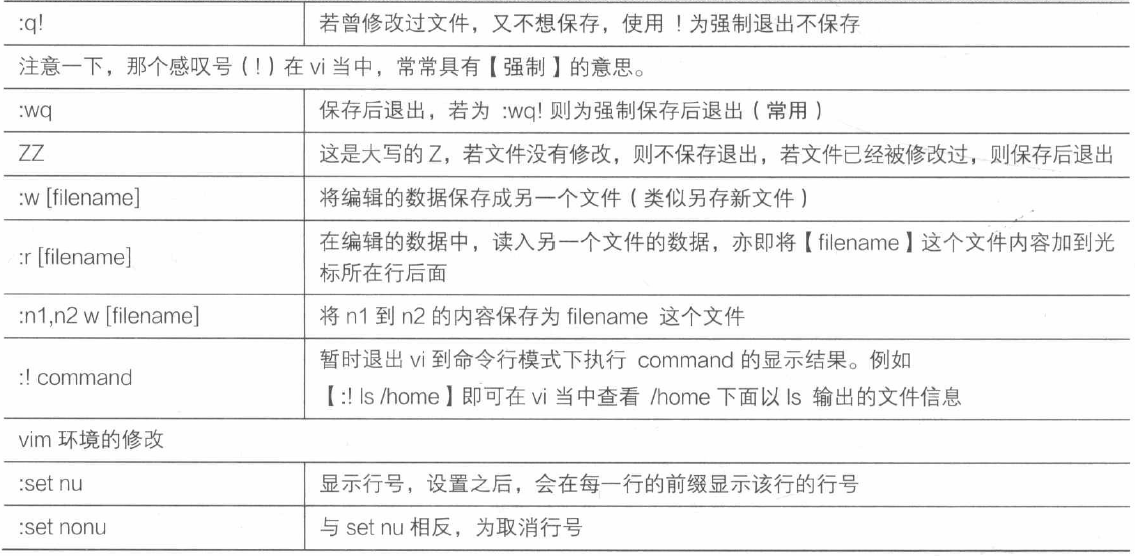 :q! 若曾修改过文件，又不想保存，使用 ! 为强制退出不保存
注意一下，那个感叹号 ( ! ) 在 vi 当中，常常具有【强制】的意思。
:wq 保存后退出，若为 :wq! 则为强制保存后退出（常用）
ZZ 这是大写的 Z，若文件没有修改，则不保存退出，若文件已经被修改过，则保存后退出
:w [filename] 将编辑的数据保存成另一个文件（类似另存新文件）
:r [filename] 在编辑的数据中，读入另一个文件的数据，亦即将【filename】这个文件内容加到光
标所在行后面
:n1,n2 w [filename] 将 n1 到 n2 的内容保存为 filename 这个文件
:! command 暂时退出 vi 到命令行模式下执行 command 的显示结果。例如
【:! ls /home】即可在 vi 当中查看 /home 下面以 ls 输出的文件信息
vim 环境的修改
:set nu 显示行号，设置之后，会在每一行的前缀显示该行的行号
:set nonu 与 set nu 相反，为取消行号